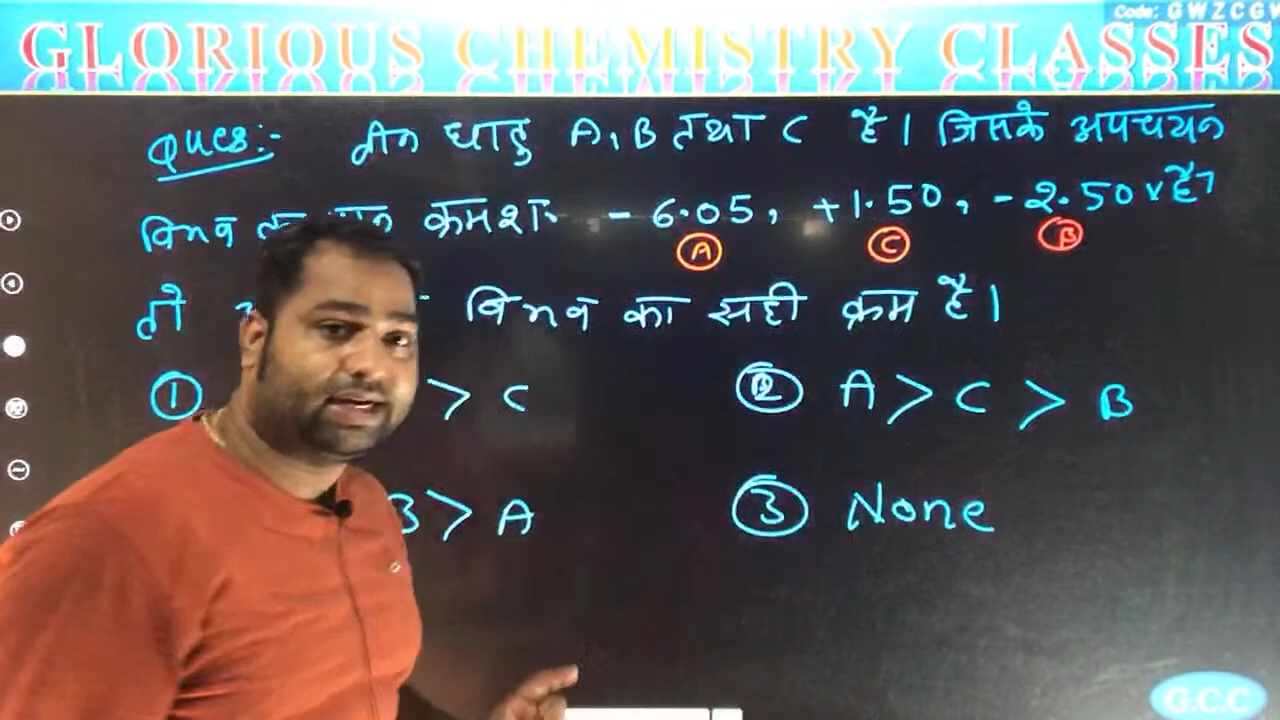 Code: G W Z C G W
GLORIOUS CHEMISTRY CLASSES
Ques:- तीन धातु A, B तथा C है। जिसके अपचयन
विभव क्रमशः - 6.05, +1.50, - 2.50 v है।
A C B
तो विभव का सही क्रम है।
1 > C
2 A > C > B
B > A
3 None
G.C.C